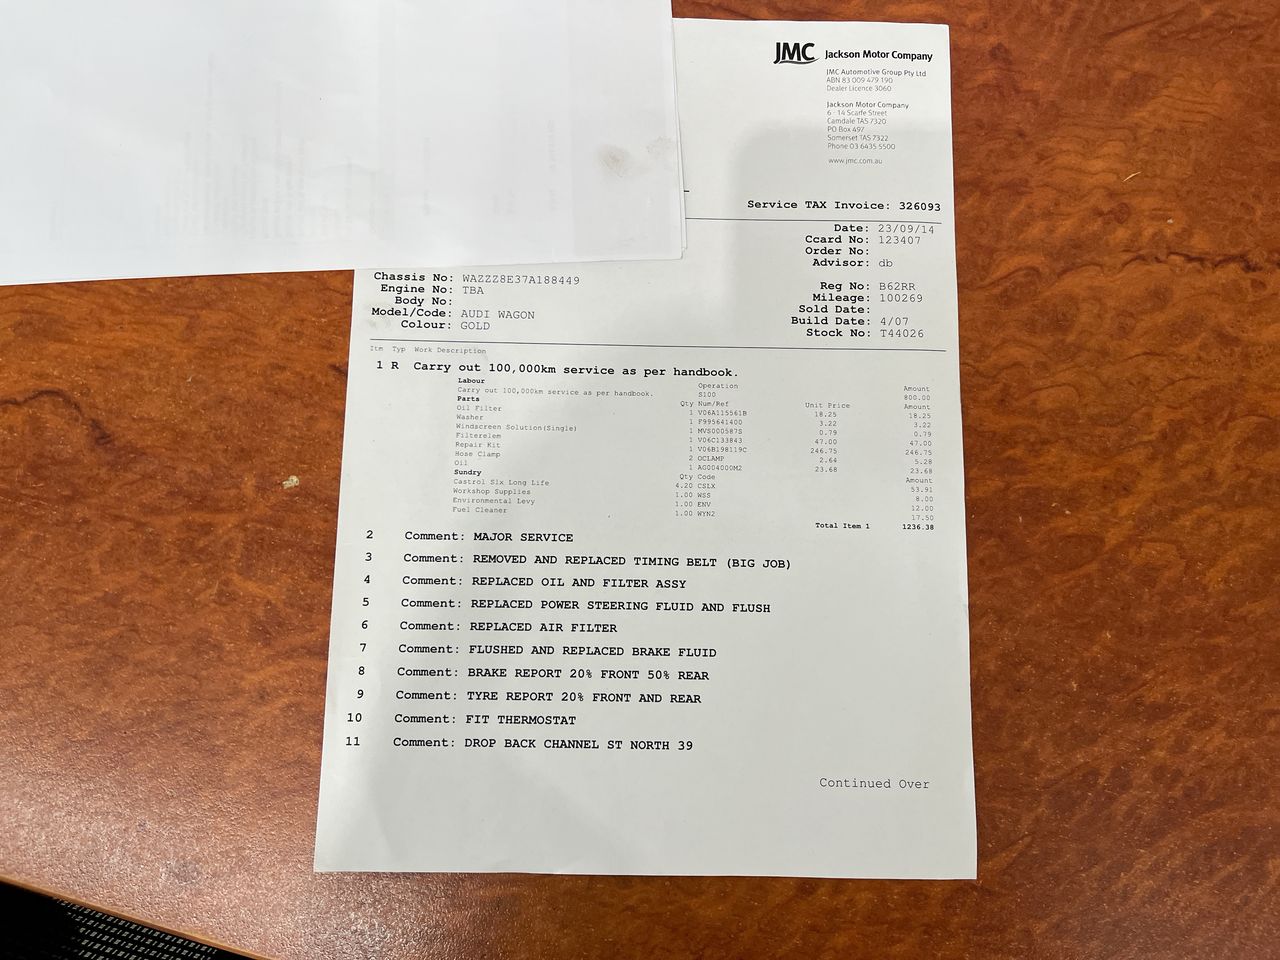 JMC Jackson Motor Company
JMC Automotive Group Pty Ltd
ABN 83 009 479 190
Dealer Licence 3060
Jackson Motor Company
6 - 14 Scarfe Street
Camdale TAS 7320
PO Box 497
Somerset TAS 7322
Phone 03 6435 5500
www.jmc.com.au
Service TAX Invoice: 326093
Date: 23/09/14
Ccard No: 123407
Order No:
Advisor: db
Chassis No: WAZZZ8E37A188449
Engine No: TBA
Body No:
Model/Code: AUDI WAGON
Colour: GOLD
Reg No: B62RR
Mileage: 100269
Sold Date:
Build Date: 4/07
Stock No: T44026
Itm Typ Work Description
1 R Carry out 100,000km service as per handbook.
Labour Operation Amount
Carry out 100,000km service as per handbook. S100 800.00
Parts Qty Num/Ref Unit Price Amount
Oil Filter 1 V06A115561B 18.25 18.25
Washer 1 F995641400 3.22 3.22
Windscreen Solution(Single) 1 MVS000587S 0.79 0.79
Filterelem 1 V06C133843 47.00 47.00
Repair Kit 1 V06B198119C 246.75 246.75
Hose Clamp 2 OCLAMP 2.64 5.28
Oil 1 AG004000M2 23.68 23.68
Sundry Qty Code Amount
Castrol Slx Long Life 4.20 CSLX 53.91
Workshop Supplies 1.00 WSS 8.00
Environmental Levy 1.00 ENV 12.00
Fuel Cleaner 1.00 WYN2 17.50
Total Item 1 1236.38
2 Comment: MAJOR SERVICE
3 Comment: REMOVED AND REPLACED TIMING BELT (BIG JOB)
4 Comment: REPLACED OIL AND FILTER ASSY
5 Comment: REPLACED POWER STEERING FLUID AND FLUSH
6 Comment: REPLACED AIR FILTER
7 Comment: FLUSHED AND REPLACED BRAKE FLUID
8 Comment: BRAKE REPORT 20% FRONT 50% REAR
9 Comment: TYRE REPORT 20% FRONT AND REAR
10 Comment: FIT THERMOSTAT
11 Comment: DROP BACK CHANNEL ST NORTH 39
Continued Over